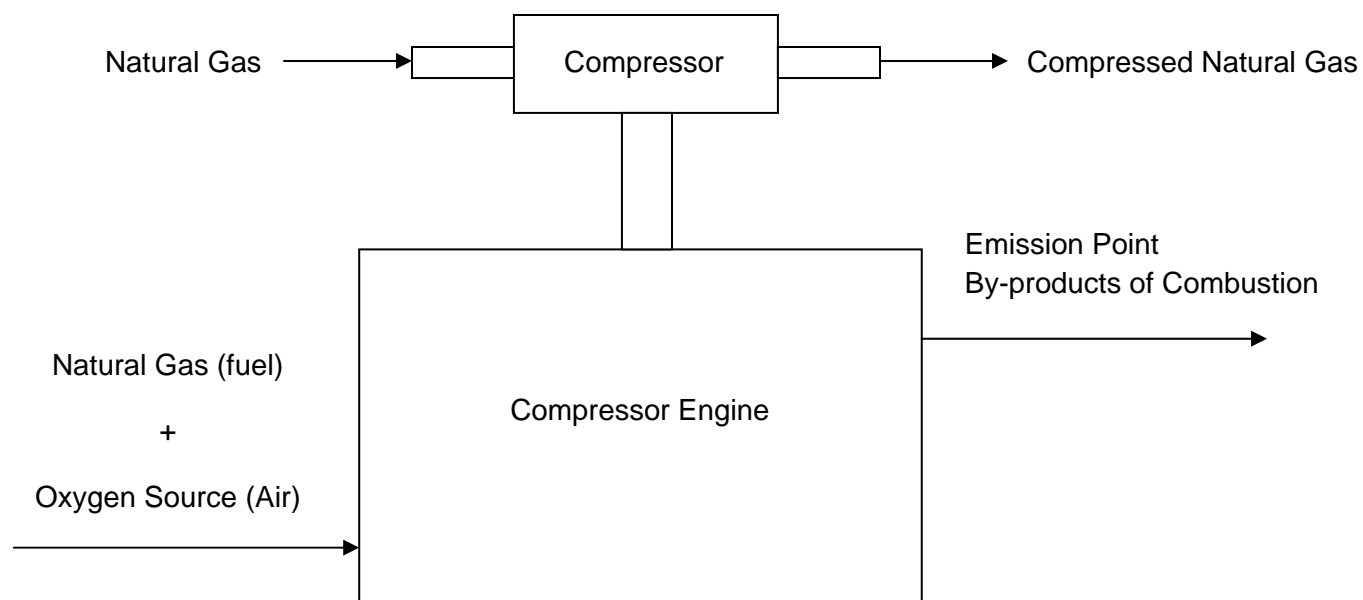 Natural Gas
Compressor
Compressed Natural Gas
Emission Point
By-products of Combustion
Natural Gas (fuel)
+
Oxygen Source (Air)
Compressor Engine